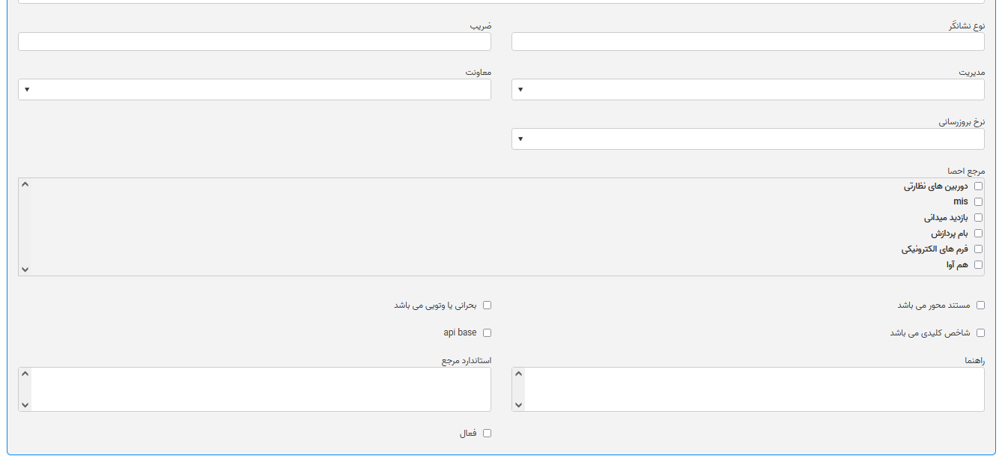 نوع نشانگر
ضریب
مدیریت
معاونت
نرخ بروزرسانی
مرجع احصا
دوربین های نظارتی
mis
بازدید میدانی
بام پردازش
فرم های الکترونیکی
هم آوا
مستند محور می باشد
بحرانی یا وتویی می باشد
شاخص کلیدی می باشد
api base
راهنما
استاندارد مرجع
فعال